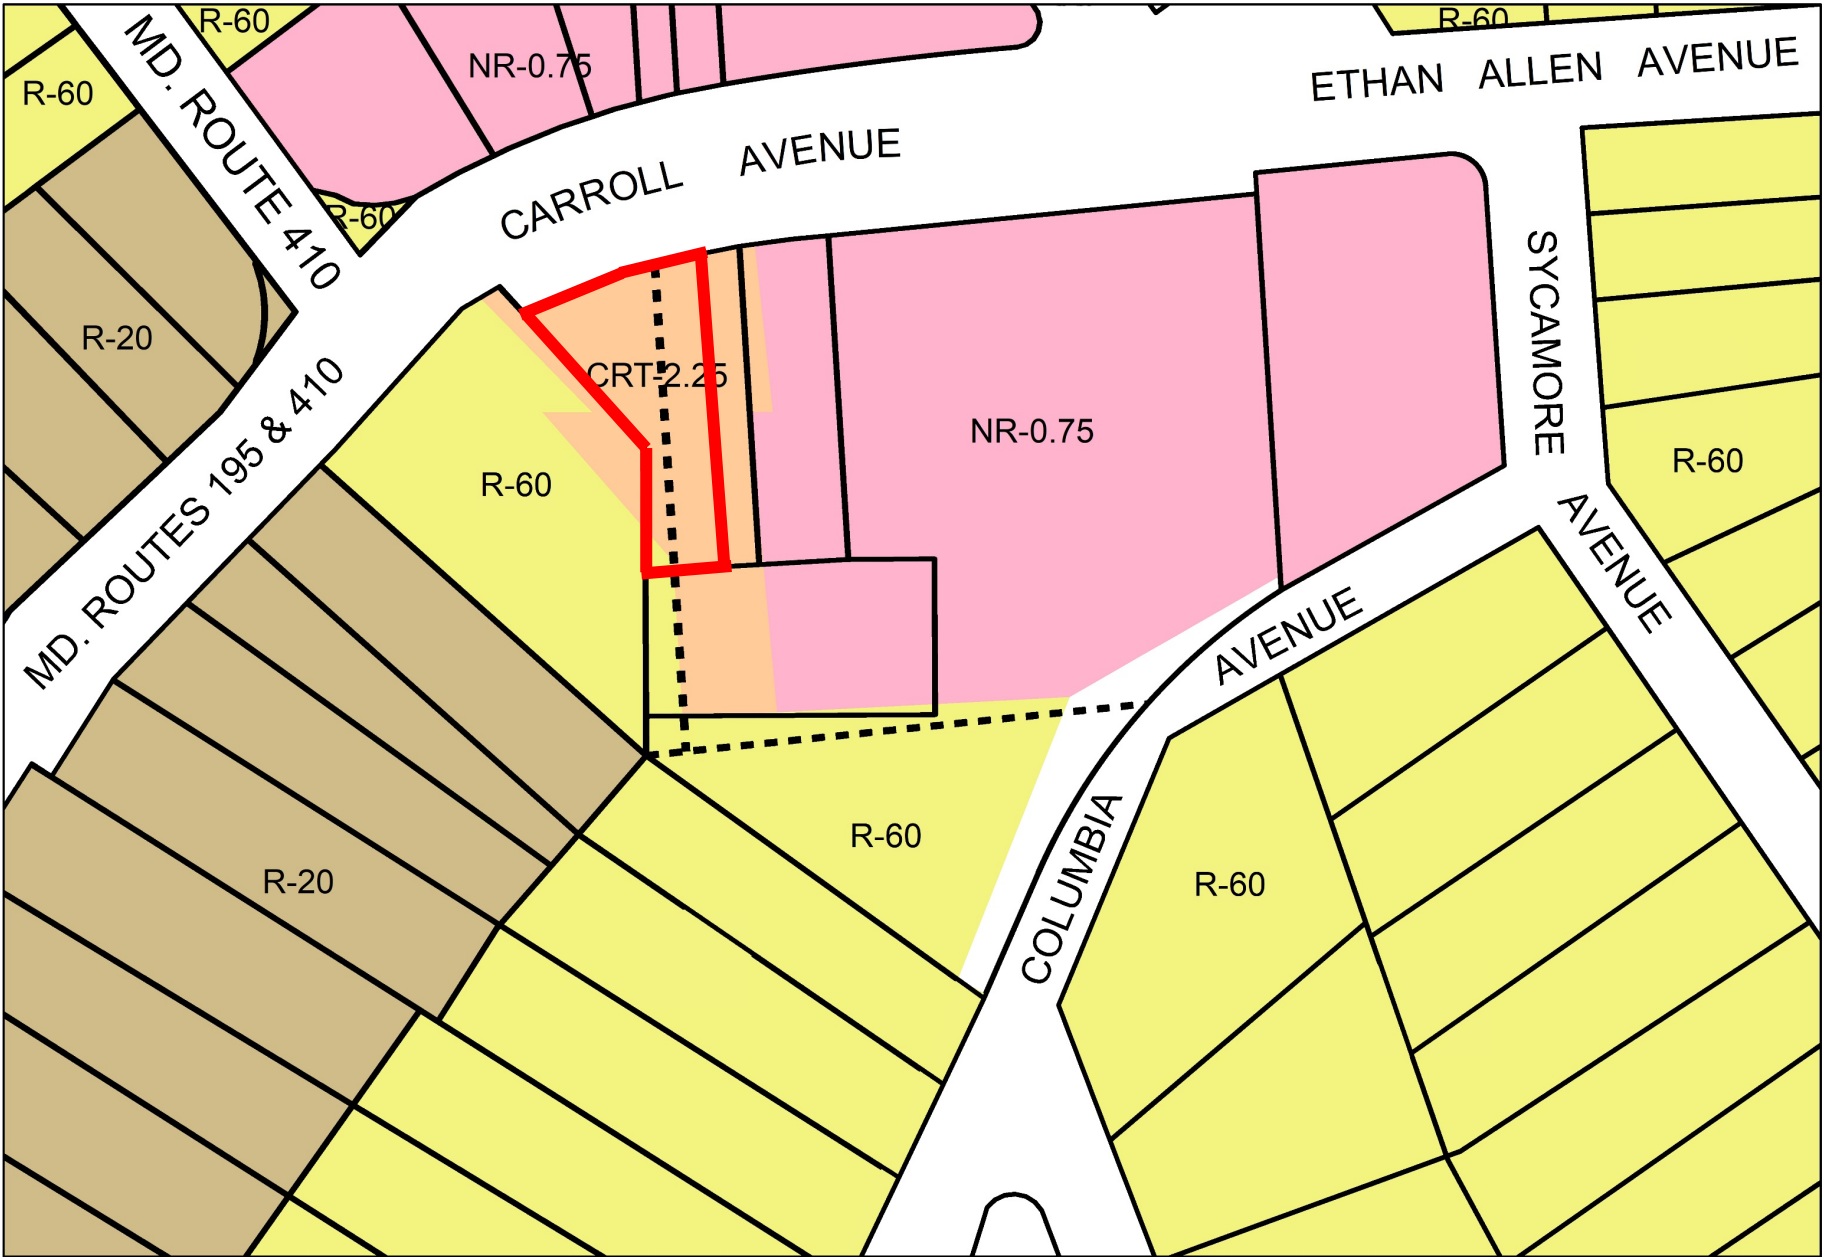 R-60
R-60
MD. ROUTE 410
NR-0.75
ETHAN ALLEN AVENUE
R-60
CARROLL AVENUE
R-60
R-20
CRT-2.25
NR-0.75
SYCAMORE AVENUE
R-60
MD. ROUTES 195 & 410
R-60
AVENUE
COLUMBIA
R-60
R-60
R-20